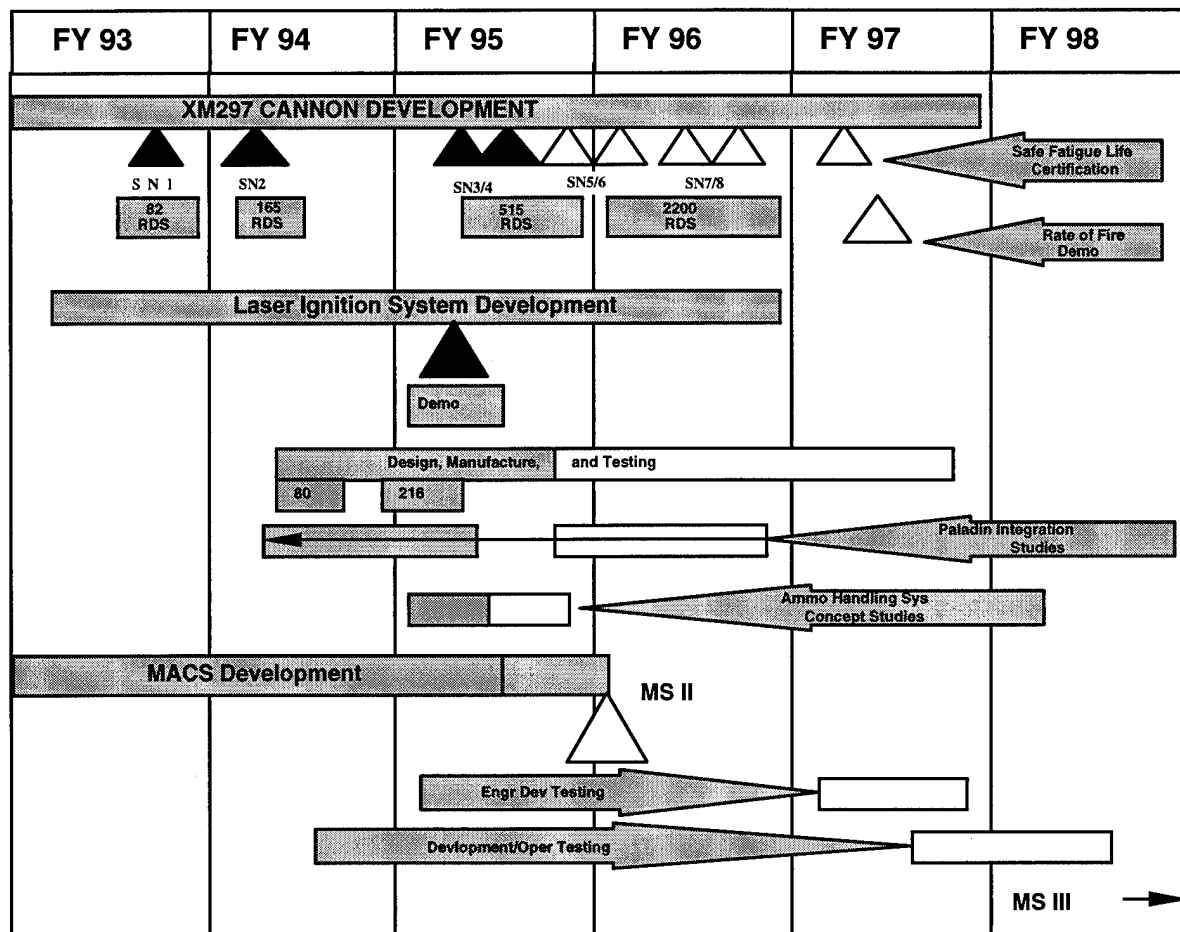 FY 93 FY 94 FY 95 FY 96 FY 97 FY 98
XM297 CANNON DEVELOPMENT
Safe Fatigue Life
Certification
S N 1 SN2 SN3/4 SN5/6 SN7/8
82
RDS
165
RDS
515
RDS
2200
RDS
Rate of Fire
Demo
Laser Ignition System Development
Demo
Design, Manufacture, and Testing
80 216
Paladin Integration
Studies
Ammo Handling Sys
Concept Studies
MACS Development
MS II
Engr Dev Testing
Devlopment/Oper Testing
MS III